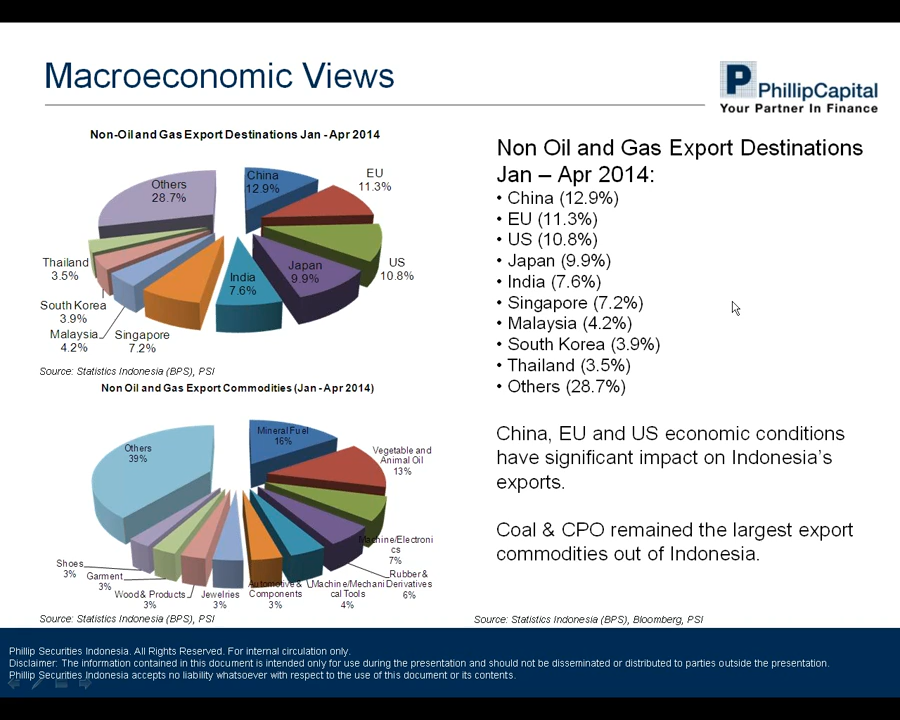 Macroeconomic Views
P PhillipCapital
Your Partner In Finance
Non-Oil and Gas Export Destinations Jan - Apr 2014
China
12.9%
EU
11.3%
US
10.8%
Japan
9.9%
India
7.6%
Singapore
7.2%
Malaysia
4.2%
South Korea
3.9%
Thailand
3.5%
Others
28.7%
Source: Statistics Indonesia (BPS), PSI
Non Oil and Gas Export Commodities (Jan - Apr 2014)
Mineral Fuel
16%
Vegetable and
Animal Oil
13%
Machine/Electroni
cs
7%
Rubber &
Derivatives
6%
Machine/Mechani
cal Tools
4%
Automotive &
Components
3%
Jewelries
3%
Wood & Products
3%
Garment
3%
Shoes
3%
Others
39%
Source: Statistics Indonesia (BPS), PSI
Non Oil and Gas Export Destinations
Jan – Apr 2014:
• China (12.9%)
• EU (11.3%)
• US (10.8%)
• Japan (9.9%)
• India (7.6%)
• Singapore (7.2%)
• Malaysia (4.2%)
• South Korea (3.9%)
• Thailand (3.5%)
• Others (28.7%)
China, EU and US economic conditions
have significant impact on Indonesia's
exports.
Coal & CPO remained the largest export
commodities out of Indonesia.
Source: Statistics Indonesia (BPS), Bloomberg, PSI
Phillip Securities Indonesia. All Rights Reserved. For internal circulation only.
Disclaimer: The information contained in this document is intended only for use during the presentation and should not be disseminated or distributed to parties outside the presentation.
Phillip Securities Indonesia accepts no liability whatsoever with respect to the use of this document or its contents.